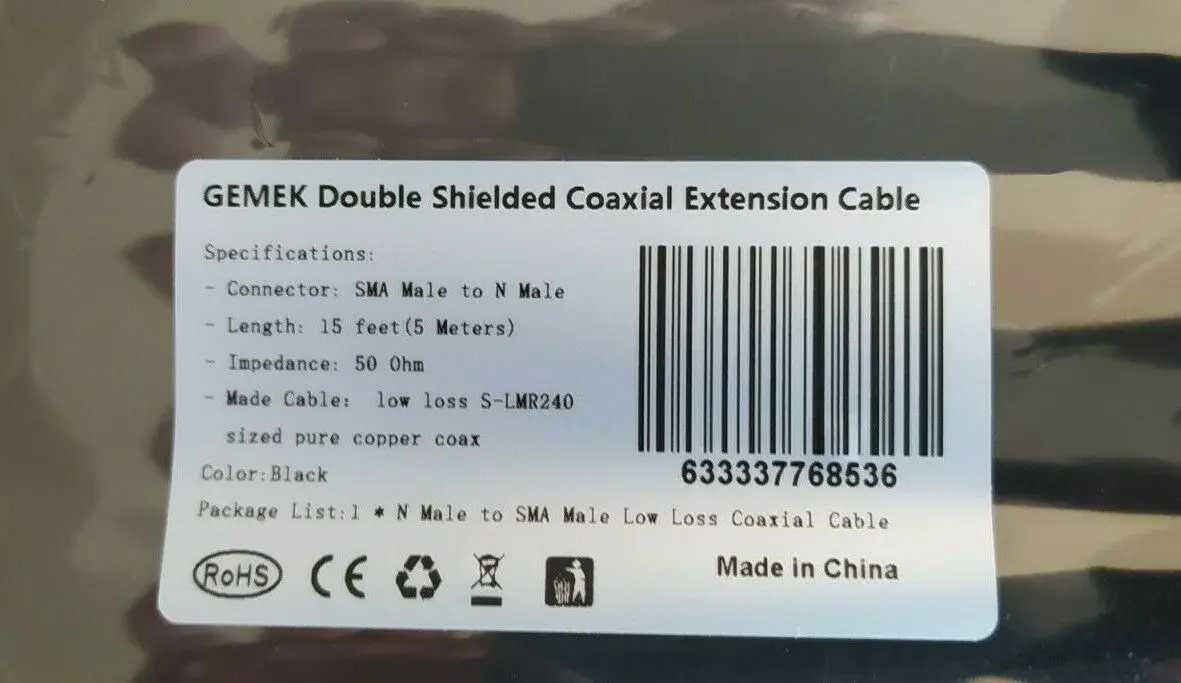 GEMEK Double Shielded Coaxial Extension Cable
Specifications:
- Connector: SMA Male to N Male
- Length: 15 feet(5 Meters)
- Impedance: 50 Ohm
- Made Cable: low loss S-LMR240
sized pure copper coax
Color:Black
633337768536
Package List:1 * N Male to SMA Male Low Loss Coaxial Cable
RoHS CE
Made in China